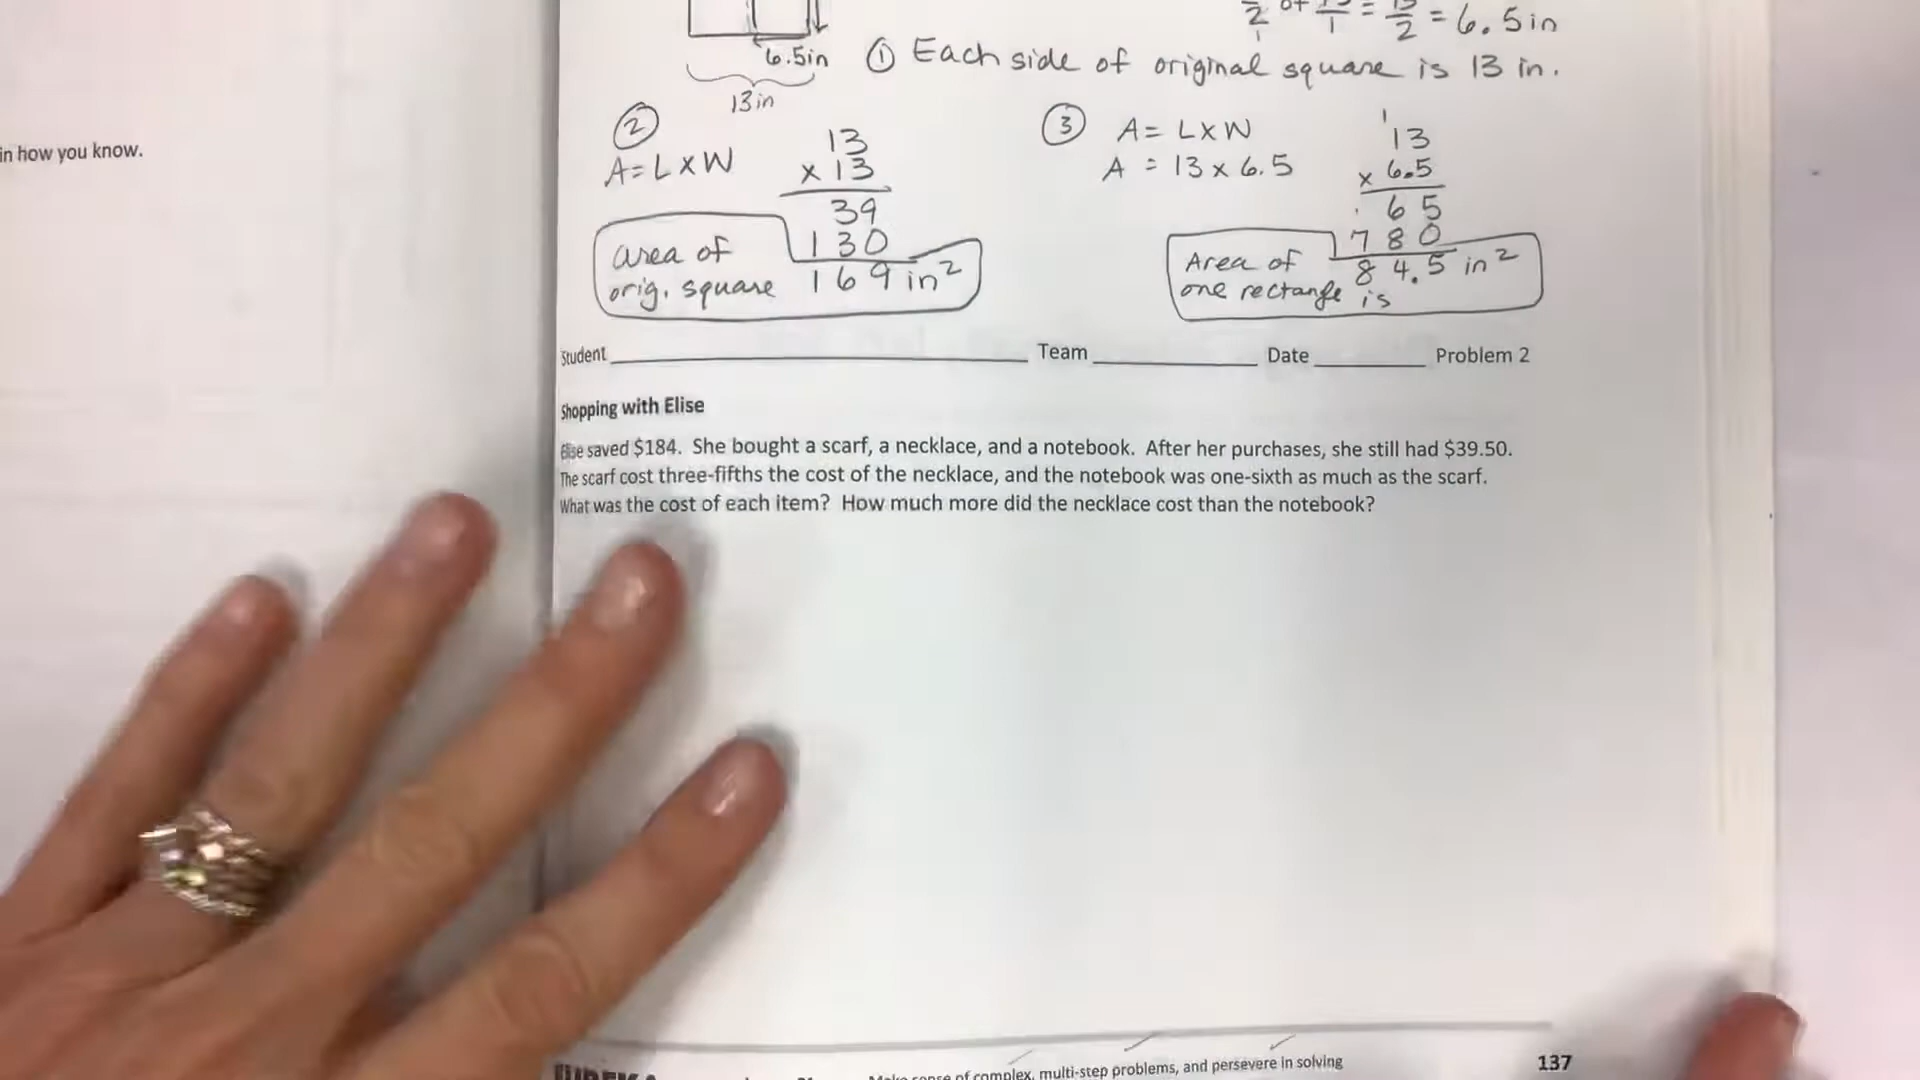 = 6.5in
6.5in ① Each side of original square is 13 in.
13in
in how you know.
② 13
A=LxW x 13
39
130
area of
orig. square 169 in²
③ A= LxW
A = 13 x 6.5
1
13
x 6.5
65
780
Area of 84.5 in²
one rectangle is
Student Team Date Problem 2
Shopping with Elise
Elise saved $184. She bought a scarf, a necklace, and a notebook. After her purchases, she still had $39.50.
The scarf cost three-fifths the cost of the necklace, and the notebook was one-sixth as much as the scarf.
What was the cost of each item? How much more did the necklace cost than the notebook?
of complex, multi-step problems, and persevere in solving
137